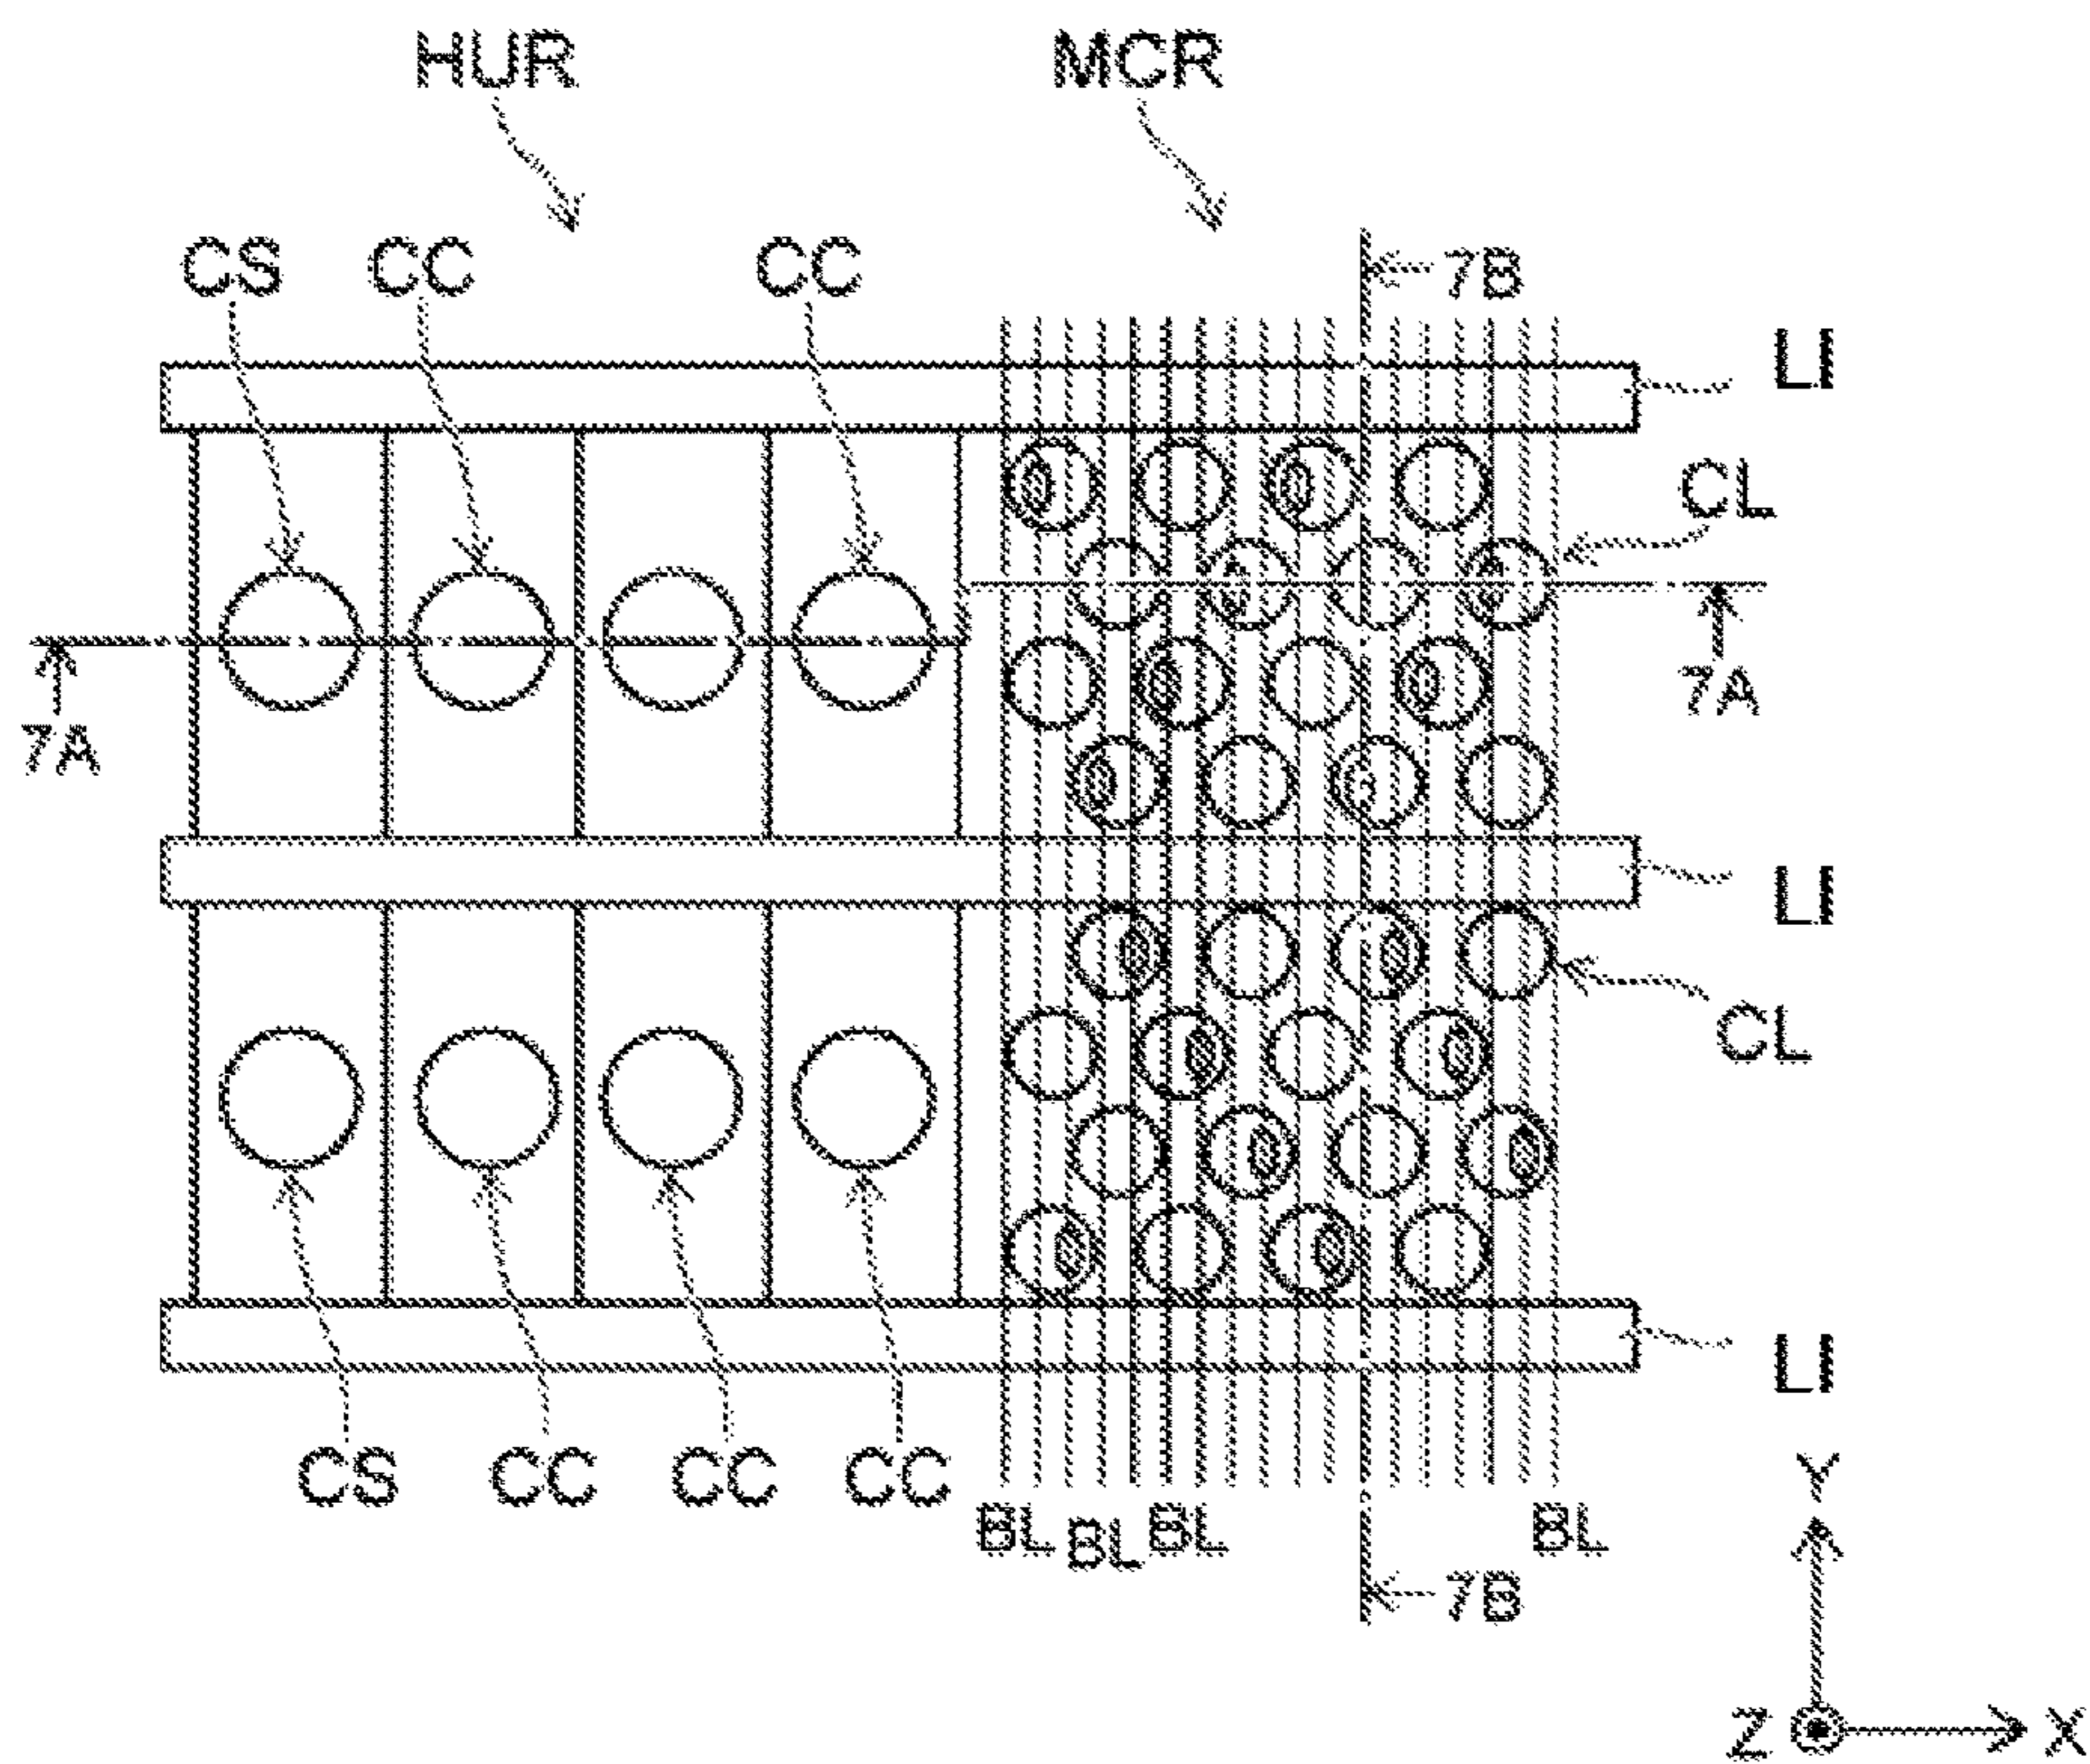 HUR MCR
CS CC CC 7B
LI
CL
7A 7A
LI
CL
LI
CS CC CC CC
BL BL BL BL
7B
Y
Z X